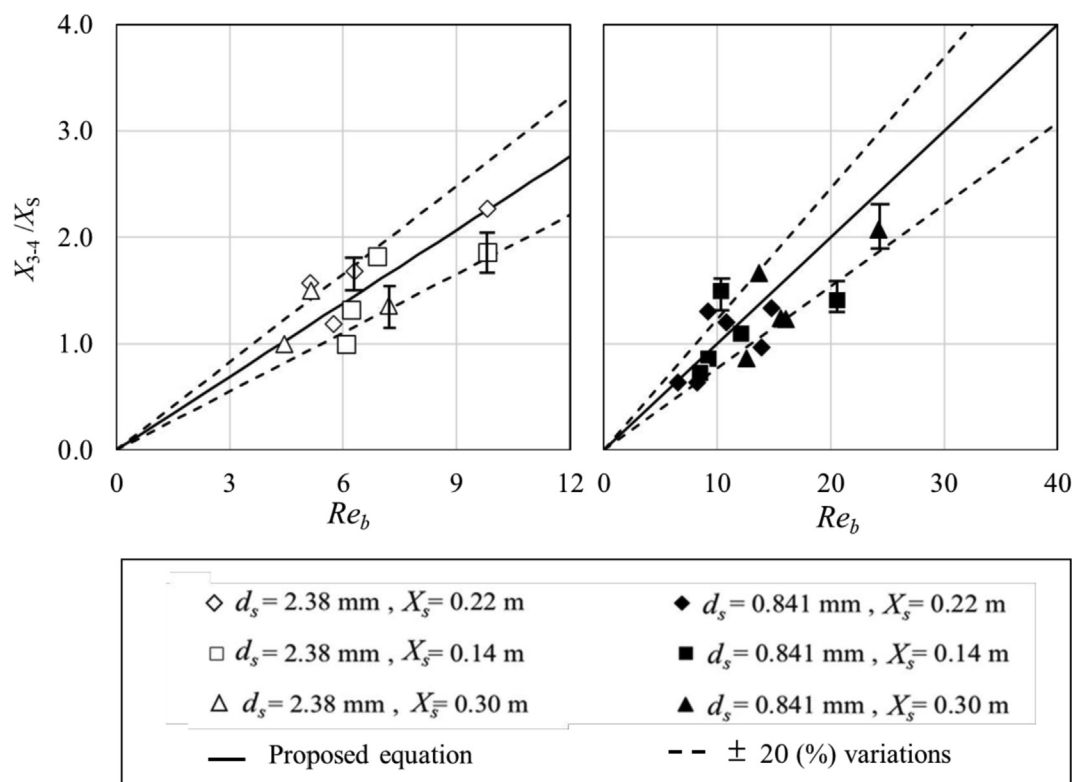 4.0
3.0
2.0
1.0
0.0
X3-4 /XS
0 3 6 9 12
0 10 20 30 40
Reb
Reb
ds= 2.38 mm , Xs= 0.22 m
ds= 0.841 mm , Xs= 0.22 m
ds= 2.38 mm , Xs= 0.14 m
ds= 0.841 mm , Xs= 0.14 m
ds= 2.38 mm , Xs= 0.30 m
ds= 0.841 mm , Xs= 0.30 m
Proposed equation
± 20 (%) variations